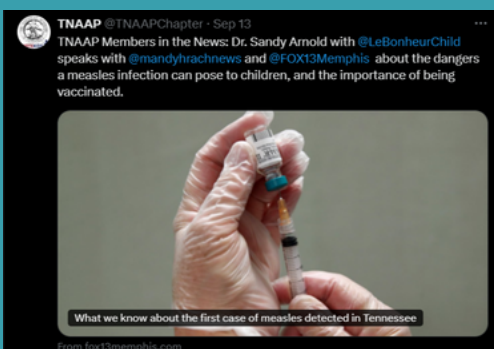 TNAAP @TNAAPChapter · Sep 13
TNAAP Members in the News: Dr. Sandy Arnold with @LeBonheurChild
speaks with @mandyhrachnews and @FOX13Memphis about the dangers
a measles infection can pose to children, and the importance of being
vaccinated.
What we know about the first case of measles detected in Tennessee
From fox13memphis.com